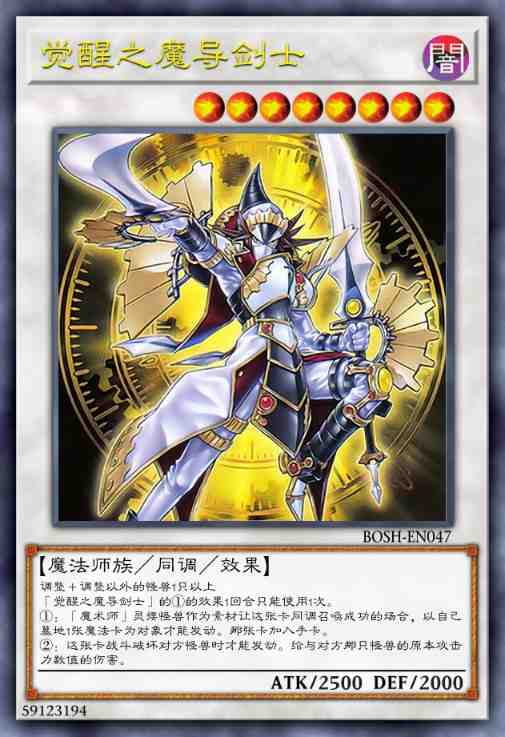 觉醒之魔导剑士
闇
BOSH-EN047
【魔法师族／同调／效果】
调整＋调整以外的怪兽1只以上
「觉醒之魔导剑士」的①的效果1回合只能使用1次。
①：「魔术师」灵摆怪兽作为素材让这张卡同调召唤成功的场合，以自己
墓地1张魔法卡为对象才能发动。那张卡加入手卡。
②：这张卡战斗破坏对方怪兽时才能发动。给与对方那只怪兽的原本攻击
力数值的伤害。
ATK/2500 DEF/2000
59123194